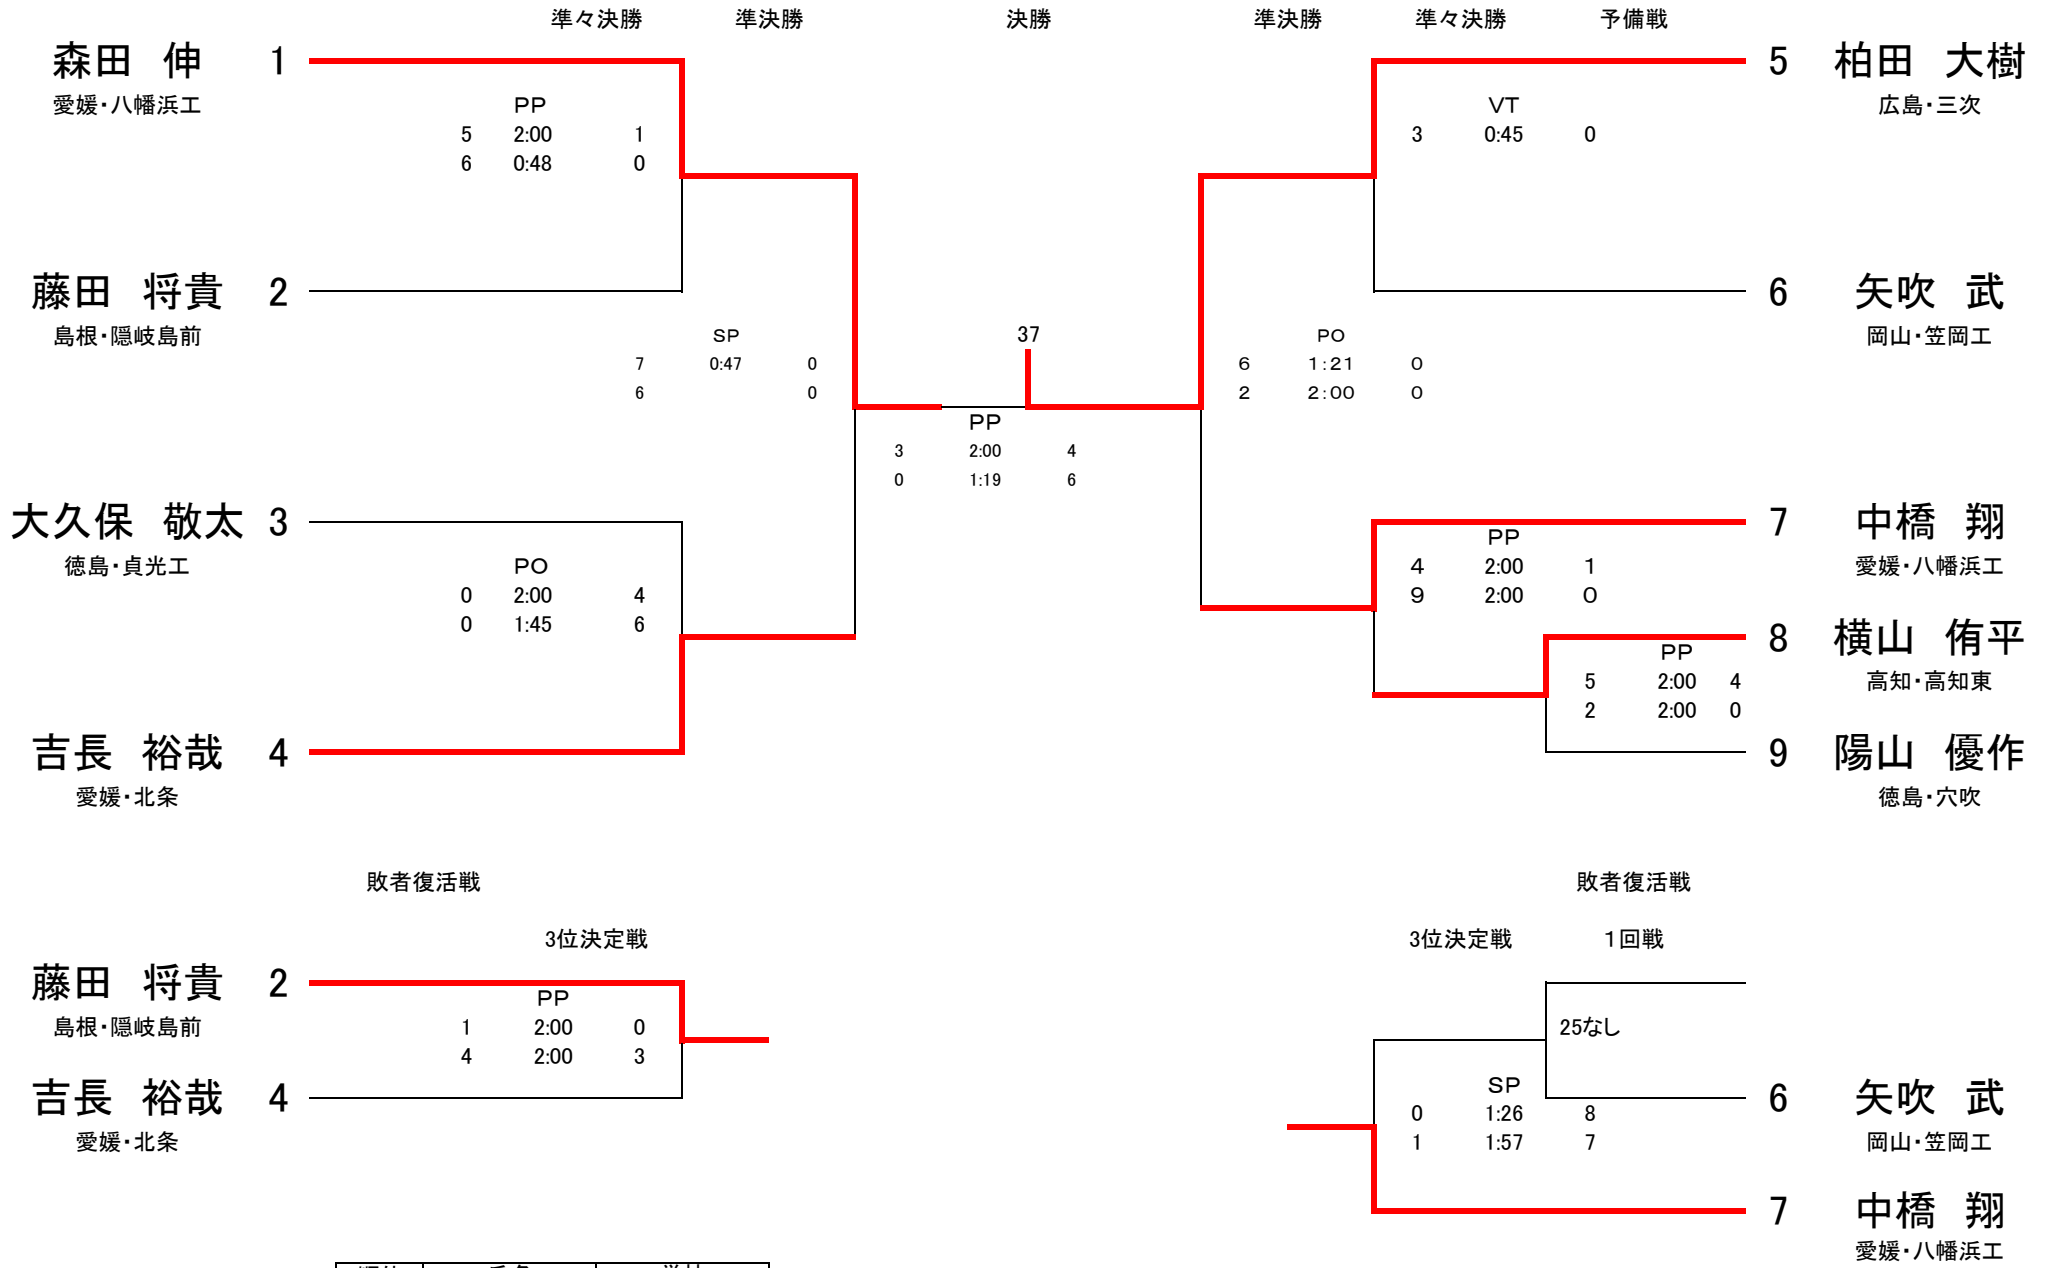 準々決勝 準決勝 決勝 準決勝 準々決勝 予備戦
森田 伸 1
愛媛・八幡浜工
PP
5 2:00 1
6 0:48 0
藤田 将貴 2
島根・隠岐島前
SP
7 0:47 0
6 0
大久保 敬太 3
徳島・貞光工
PO
0 2:00 4
0 1:45 6
吉長 裕哉 4
愛媛・北条
37
PP
3 2:00 4
0 1:19 6
5 柏田 大樹
広島・三次
VT
3 0:45 0
6 矢吹 武
岡山・笠岡工
PO
6 1:21 0
2 2:00 0
7 中橋 翔
愛媛・八幡浜工
PP
4 2:00 1
9 2:00 0
8 横山 侑平
高知・高知東
PP
5 2:00 4
2 2:00 0
9 陽山 優作
徳島・穴吹
敗者復活戦
3位決定戦
藤田 将貴 2
島根・隠岐島前
PP
1 2:00 0
4 2:00 3
吉長 裕哉 4
愛媛・北条
敗者復活戦
3位決定戦 1回戦
25なし
SP
0 1:26 8
1 1:57 7
6 矢吹 武
岡山・笠岡工
7 中橋 翔
愛媛・八幡浜工